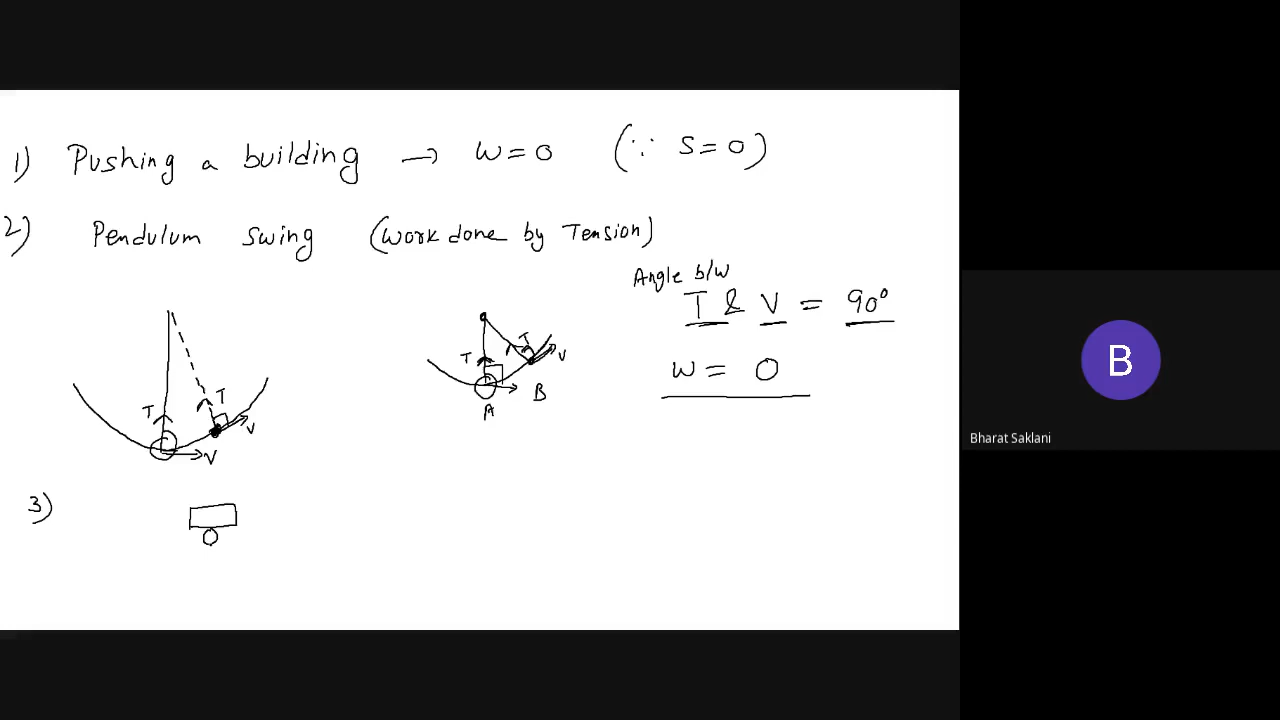 1) Pushing a building → W = 0 (∵ S = 0)
2) Pendulum swing (work done by Tension)
Angle b/w
T & V = 90°
W = 0
T
T
V
V
T
T
V
A
B
3)
B
Bharat Saklani